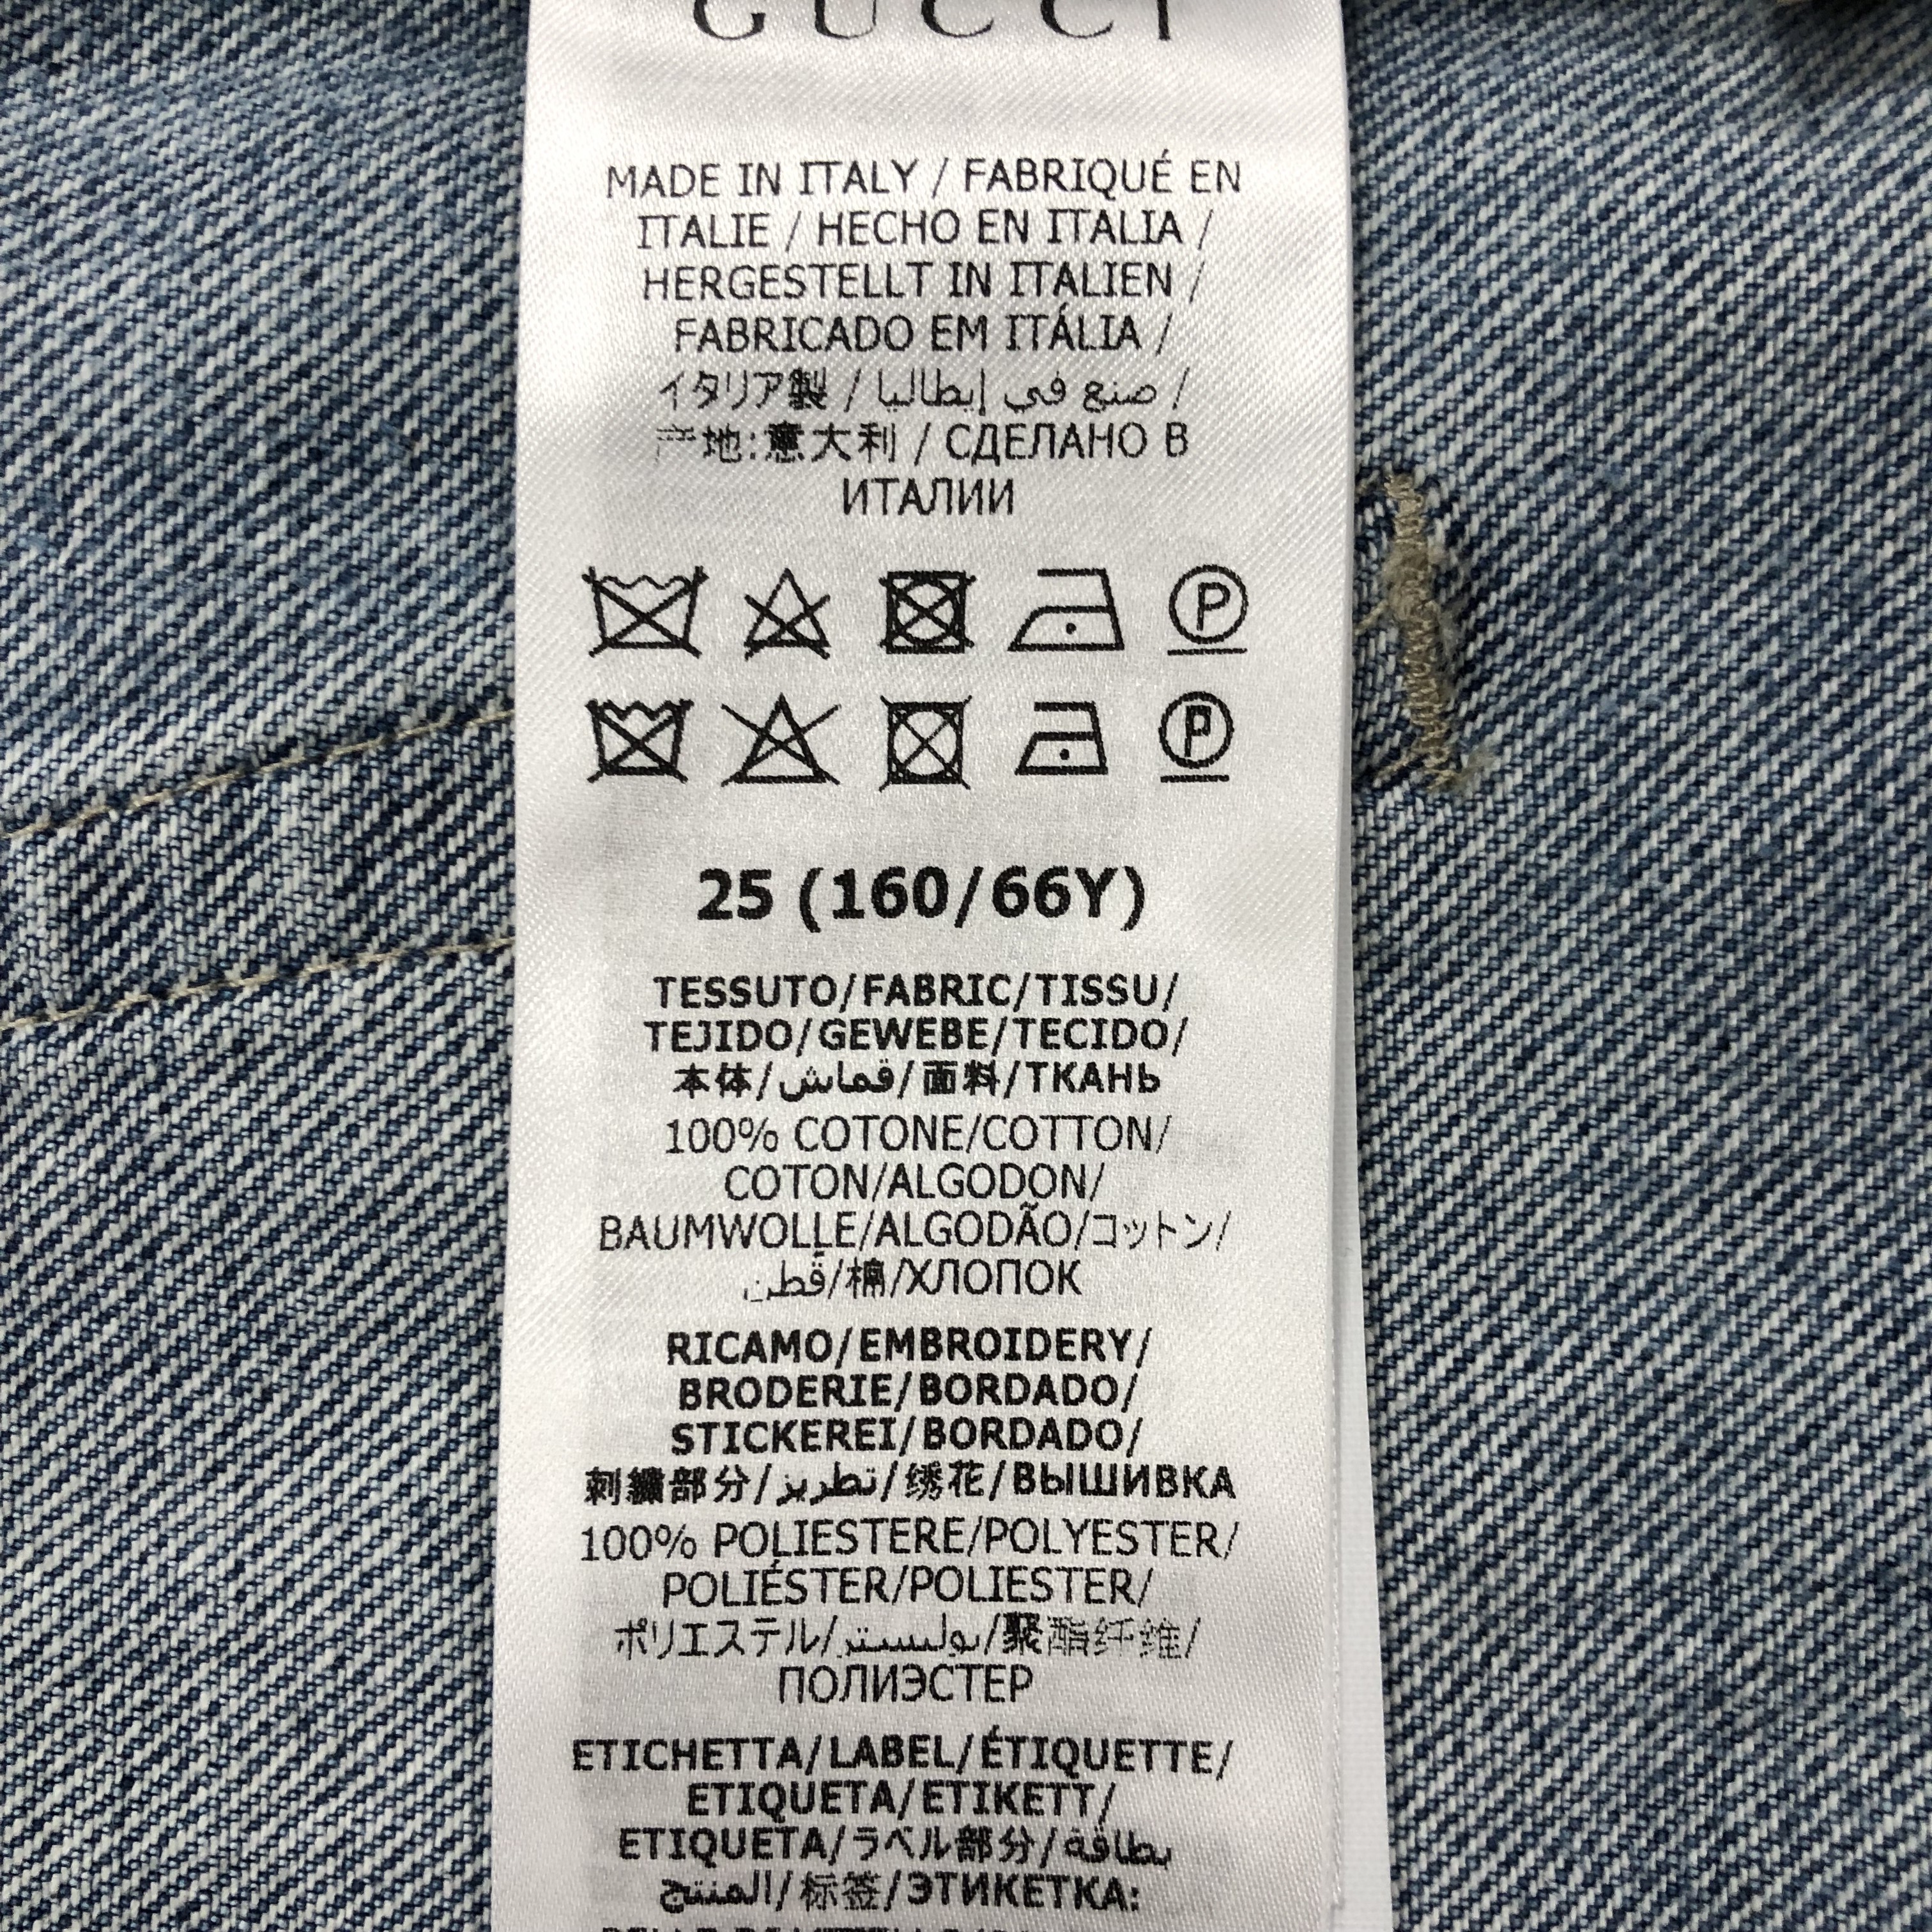 GUCCI
MADE IN ITALY / FABRIQUÉ EN
ITALIE / HECHO EN ITALIA /
HERGESTELLT IN ITALIEN /
FABRICADO EM ITÁLIA /
イタリア製 / صنع في إيطاليا /
产地:意大利 / СДЕЛАНО В
ИТАЛИИ
P
P
25 (160/66Y)
TESSUTO/FABRIC/TISSU/
TEJIDO/GEWEBE/TECIDO/
本体/قماش/面料/ТКАНЬ
100% COTONE/COTTON/
COTON/ALGODON/
BAUMWOLLE/ALGODÃO/コットン/
قطن/棉/ХЛОПОК
RICAMO/EMBROIDERY/
BRODERIE/BORDADO/
STICKEREI/BORDADO/
刺繍部分/تطريز/绣花/ВЫШИВКА
100% POLIESTERE/POLYESTER/
POLIÉSTER/POLIESTER/
ポリエステル/بوليستر/聚酯纤维/
ПОЛИЭСТЕР
ETICHETTA/LABEL/ÉTIQUETTE/
ETIQUETA/ETIKETT/
ETIQUETA/ラベル部分/بطاقة
المنتج/标签/ЭТИКЕТКА: